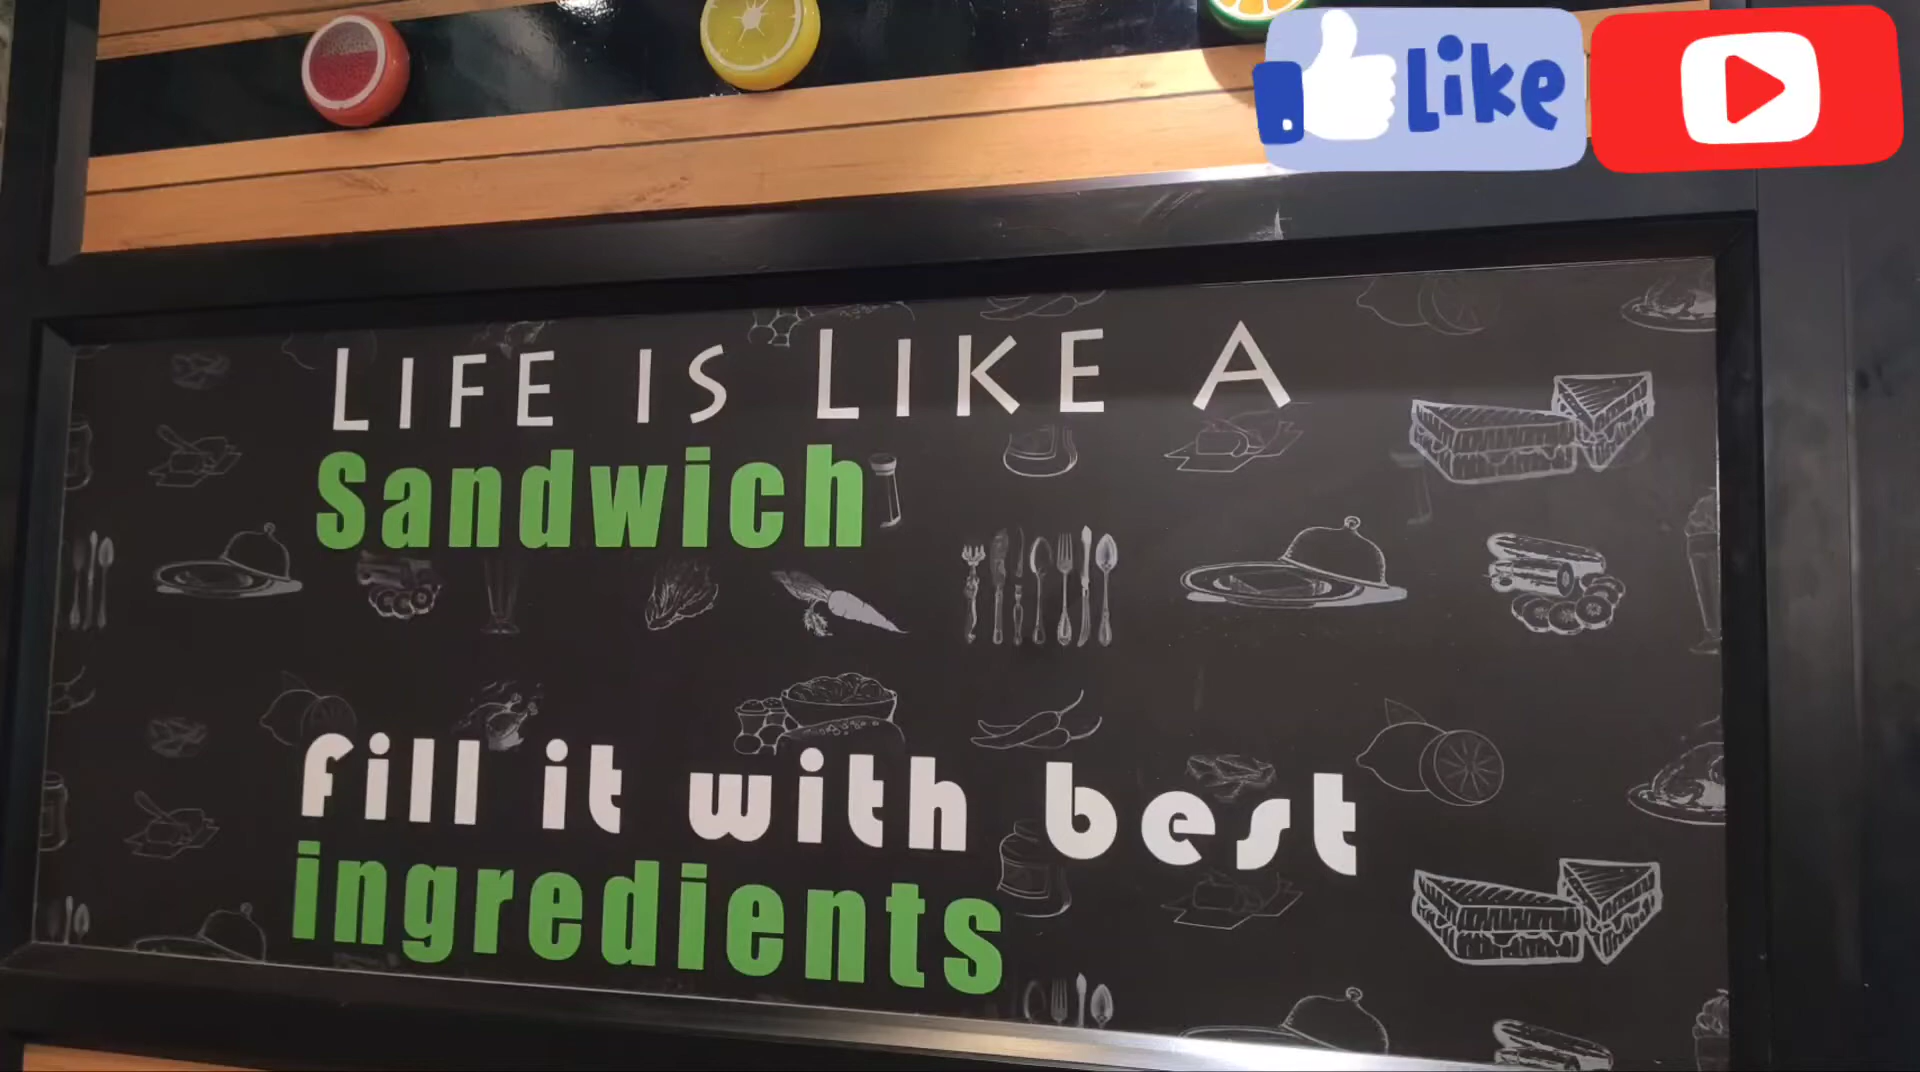 like
LIFE IS LIKE A
Sandwich
fill it with best
ingredients